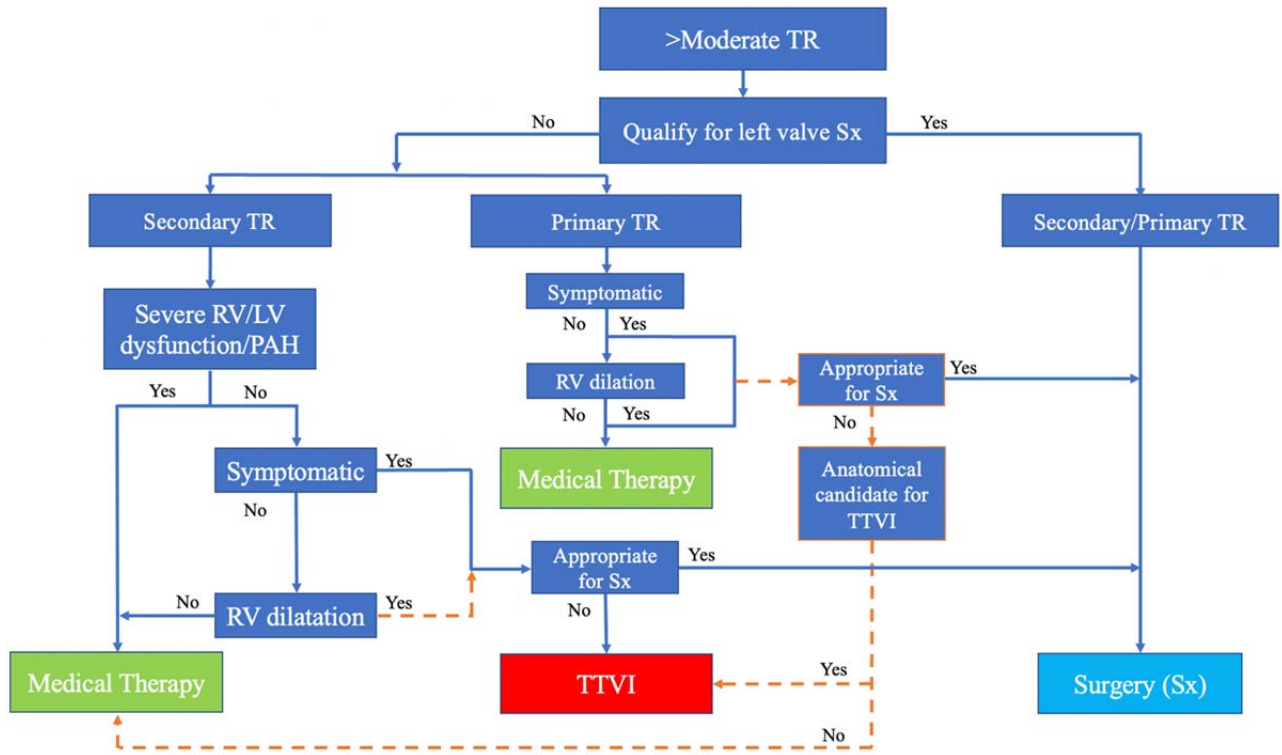 >Moderate TR
No
Qualify for left valve Sx
Yes
Secondary TR
Primary TR
Secondary/Primary TR
Severe RV/LV
dysfunction/PAH
Symptomatic
No
Yes
RV dilation
No
Yes
Medical Therapy
Appropriate
for Sx
Yes
No
Anatomical
candidate for
TTVI
Yes
No
Symptomatic
Yes
No
Appropriate
for Sx
Yes
No
No
RV dilatation
Yes
Medical Therapy
TTVI
Yes
Surgery (Sx)
No